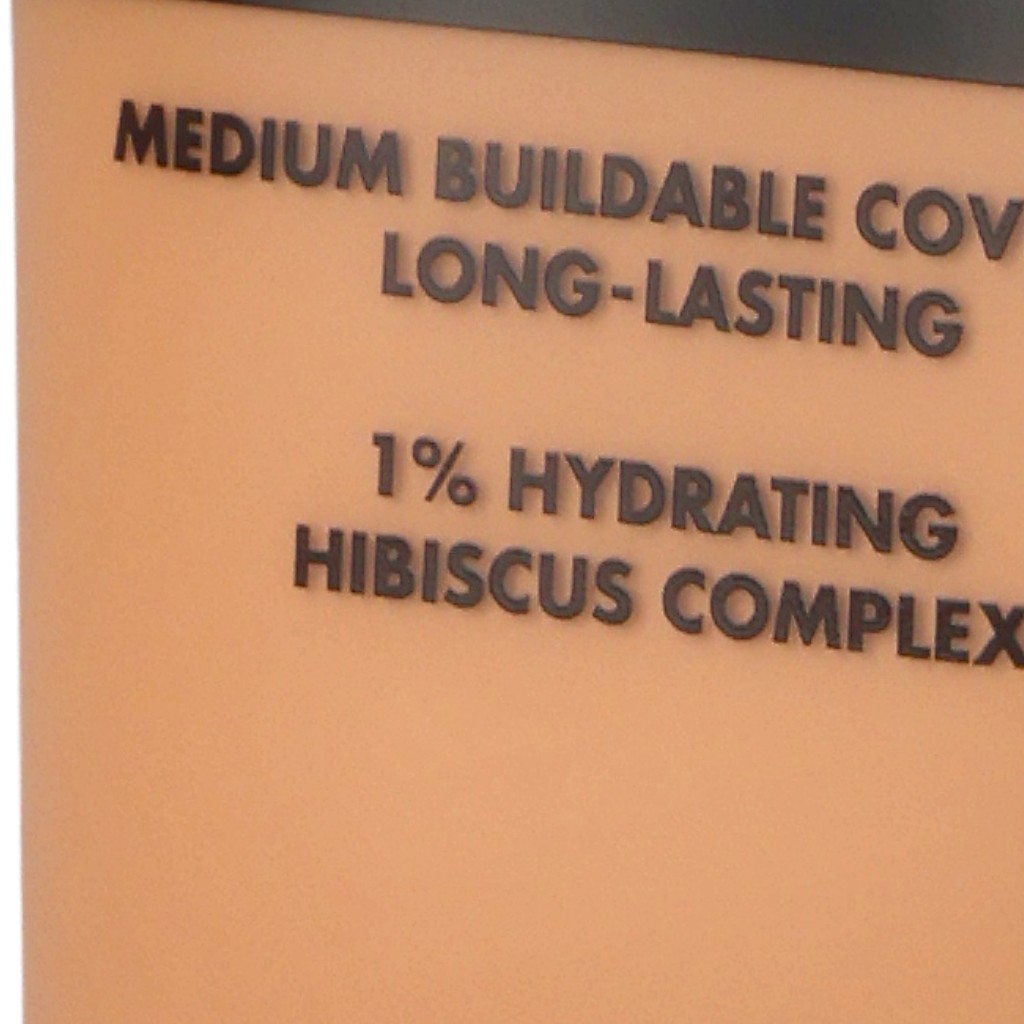 MEDIUM BUILDABLE COV
LONG-LASTING
1% HYDRATING
HIBISCUS COMPLEX